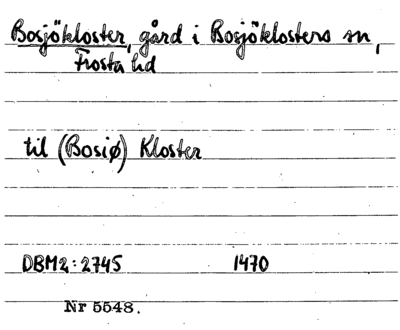 Bosjökloster, gård i Bosjöklosters sn,
Frosta hd
til (Bosiø) Kloster
DBM2:2745 1470
Nr 5548.